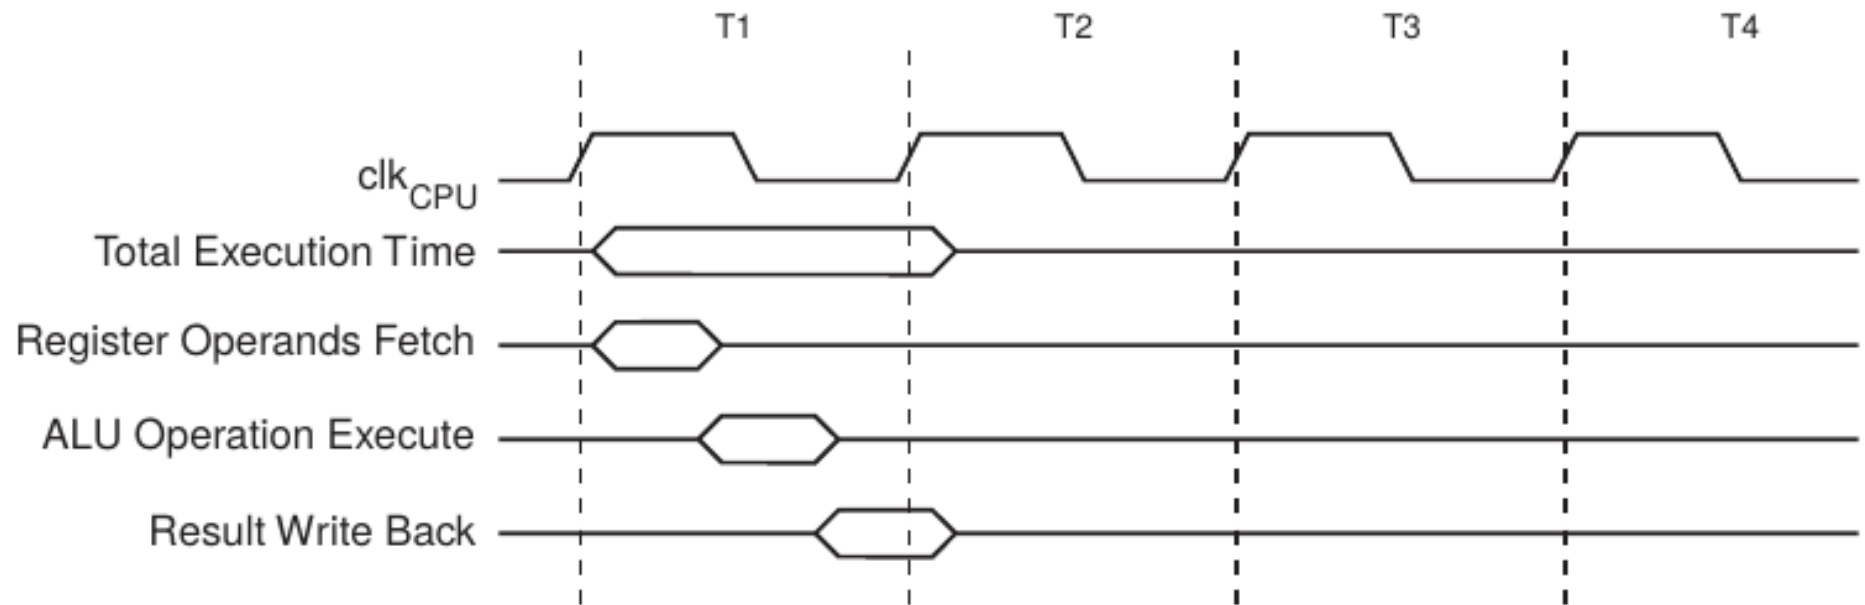 T1 T2 T3 T4
clkCPU
Total Execution Time
Register Operands Fetch
ALU Operation Execute
Result Write Back